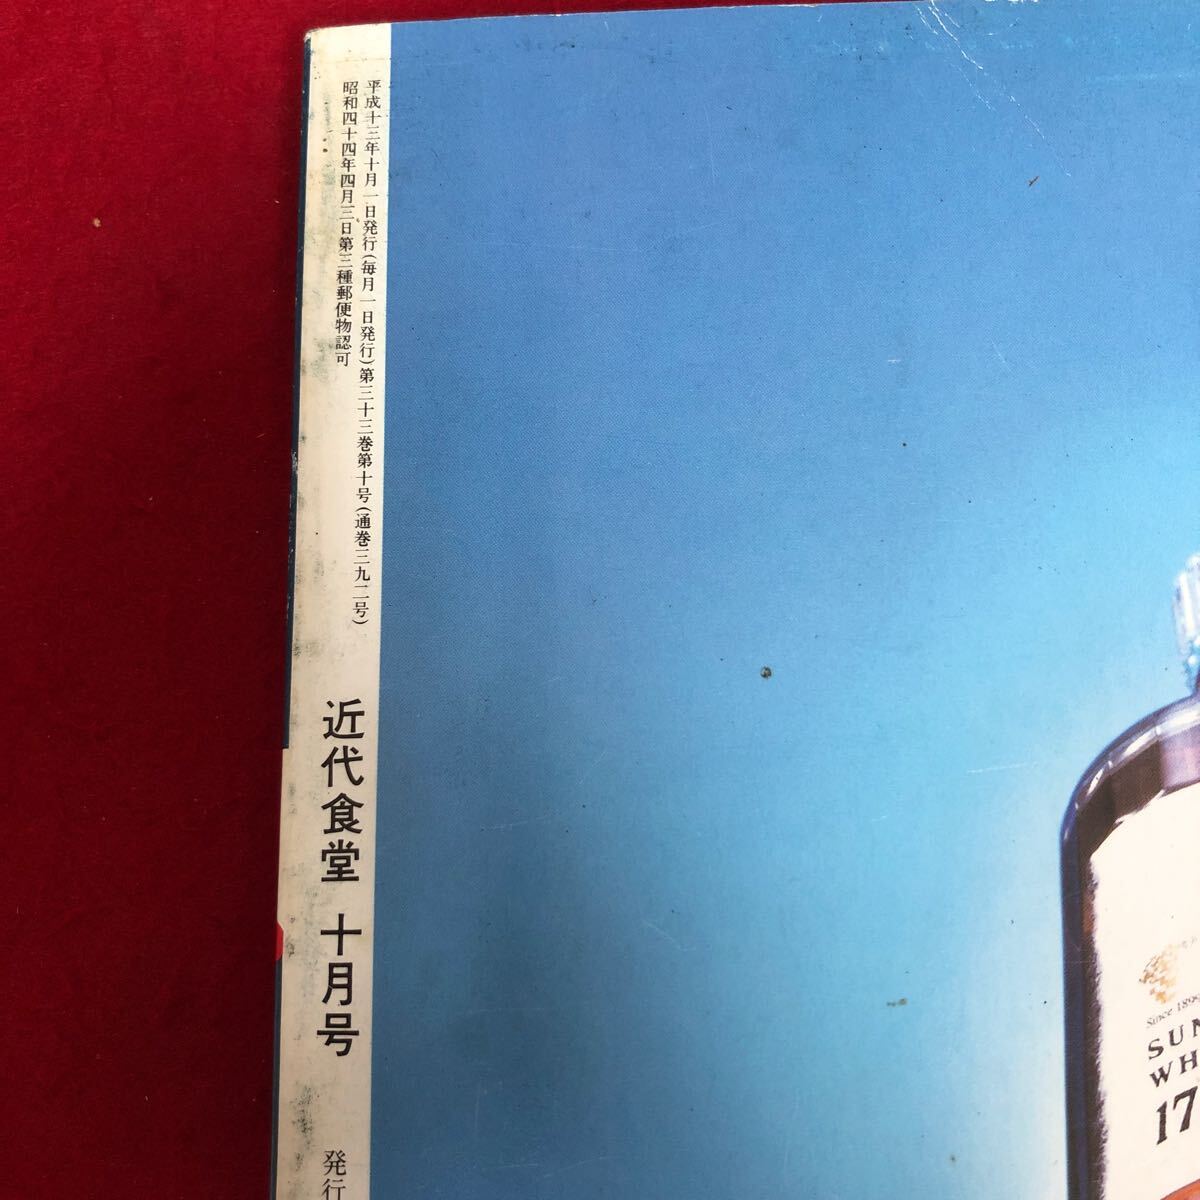 平成十三年十月一日発行(毎月一日発行)第三十三巻第十号(通巻三九二号)
昭和四十四年四月三日第三種郵便物認可
近代食堂 十月号
発行
Since 1899
SUN
WH
17